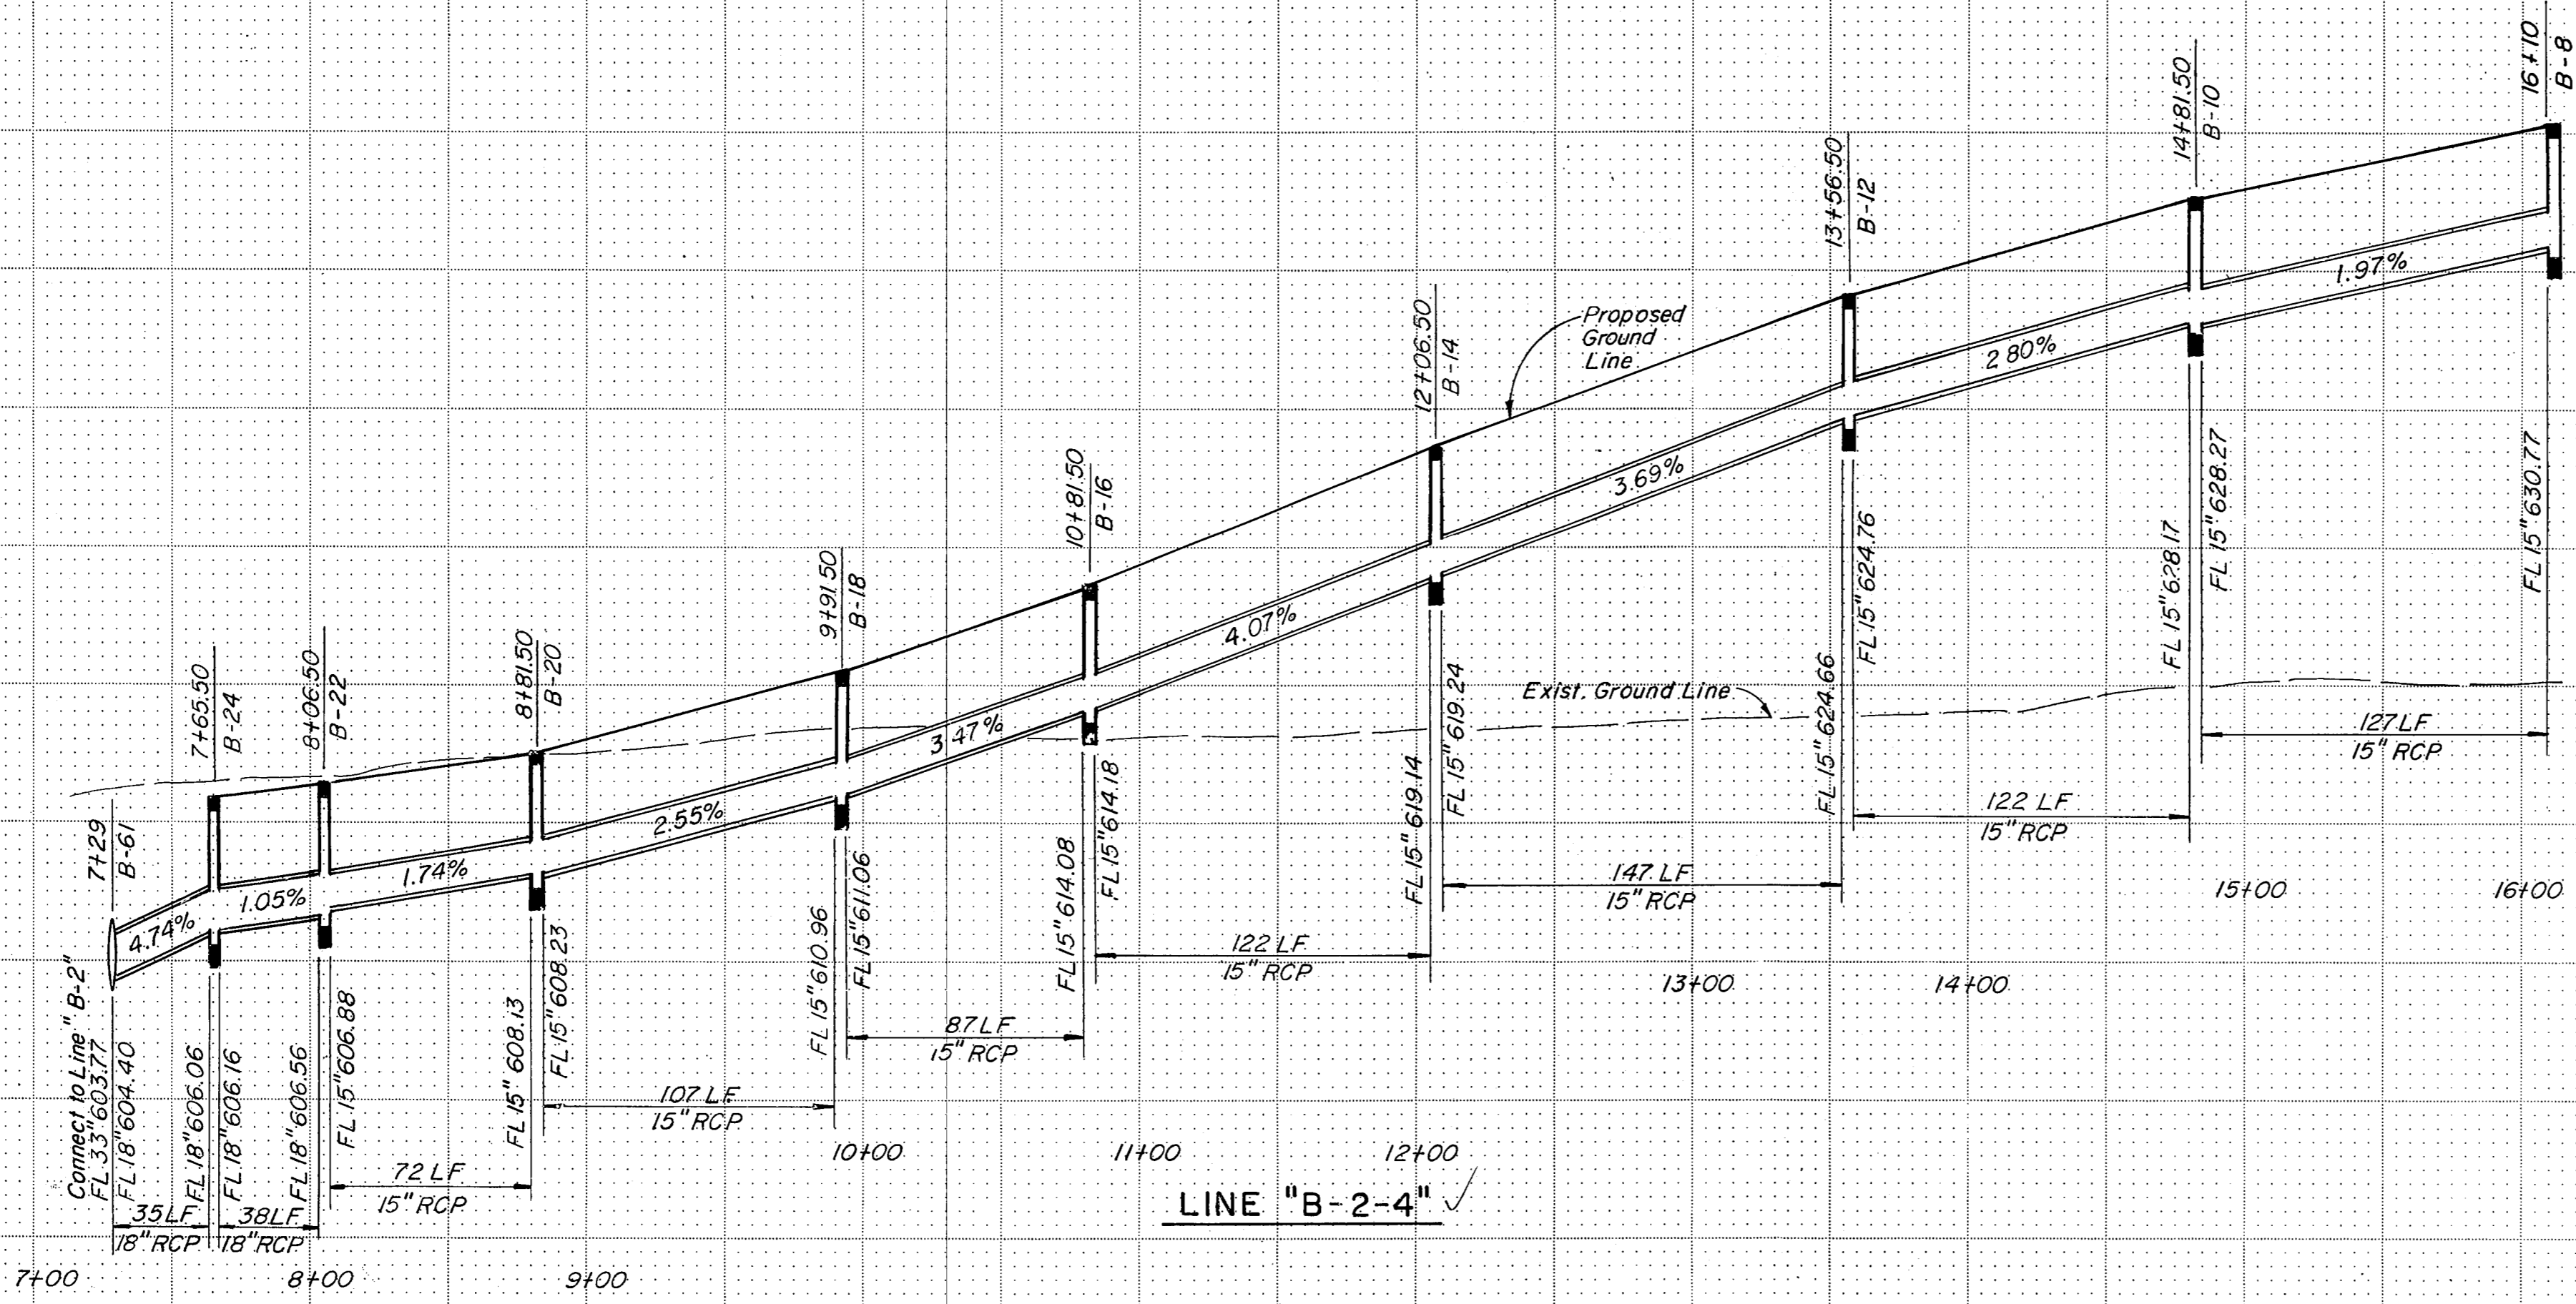 16+10
B-8
14+81.50
B-10
13+56.50
B-12
12+06.50
B-14
10+81.50
B-16
9+91 50
B-18
8+81.50
B-20
8+06.50
B-22
7+65.50
B-24
7+29
B-61
Proposed
Ground
Line
Exist. Ground Line
4.74%
1.05%
1.74%
2.55%
3.47%
4.07%
3.69%
2 80%
1.97%
Connect to Line "B-2"
FL 33" 603.77
FL 18" 604.40
FL 18" 606.06
FL 18" 606.16
FL 18" 606.56
FL 15" 606.88
FL 15" 608.13
FL 15" 608.23
FL 15" 610.96
FL 15" 611.06
FL 15" 614.08
FL 15" 614.18
FL 15" 619.14
FL 15" 619.24
FL 15" 624.66
FL 15" 624.76
FL 15" 628 17
FL 15" 628.27
FL 15" 630.77
35 LF
18" RCP
38 LF
18" RCP
72 LF
15" RCP
107 LF
15" RCP
87 LF
15" RCP
122 LF
15" RCP
147 LF
15" RCP
122 LF
15" RCP
127 LF
15" RCP
7+00
8+00
9+00
10+00
11+00
12+00
13+00
14+00
15+00
16+00
LINE "B-2-4"